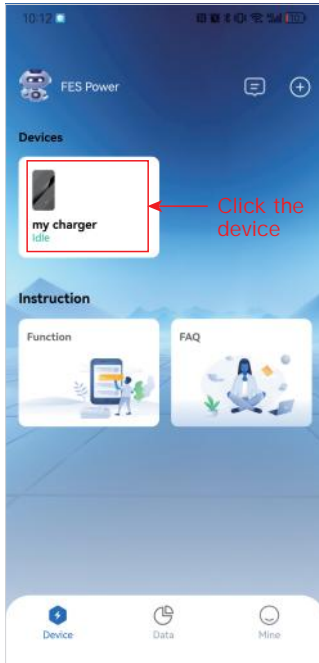 10:12
FES Power
Devices
my charger
Idle
Click the
device
Instruction
Function
FAQ
Device
Data
Mine